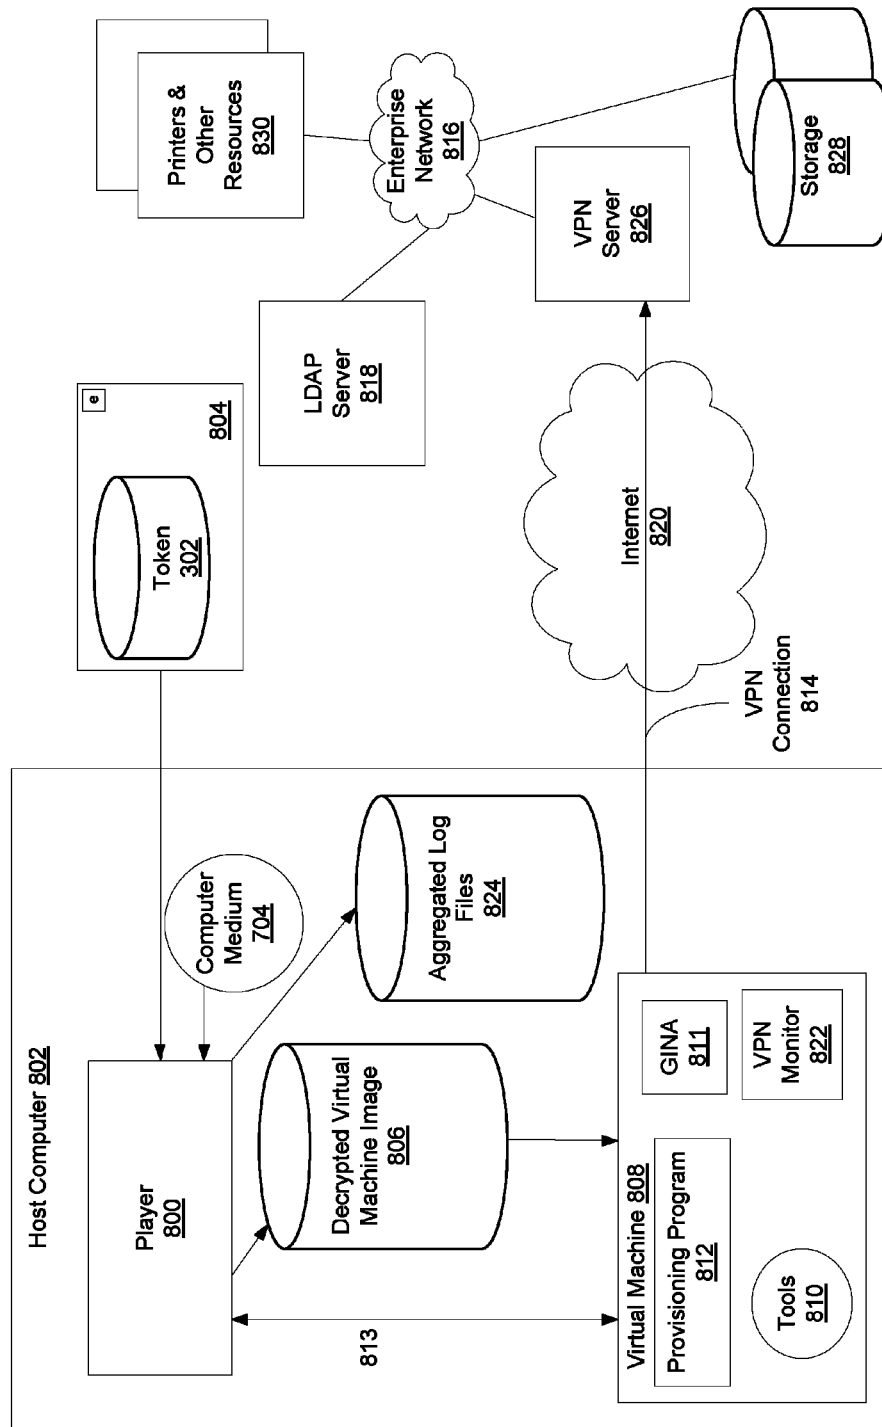 Host Computer 802
Player
800
Computer
Medium
704
Token
302
804
e
Printers &
Other
Resources
830
Decrypted Virtual
Machine Image
806
Aggregated Log
Files
824
LDAP
Server
818
Enterprise
Network
816
813
Virtual Machine 808
Provisioning Program
812
GINA
811
Tools
810
VPN
Monitor
822
Internet
820
VPN
Server
826
VPN
Connection
814
Storage
828